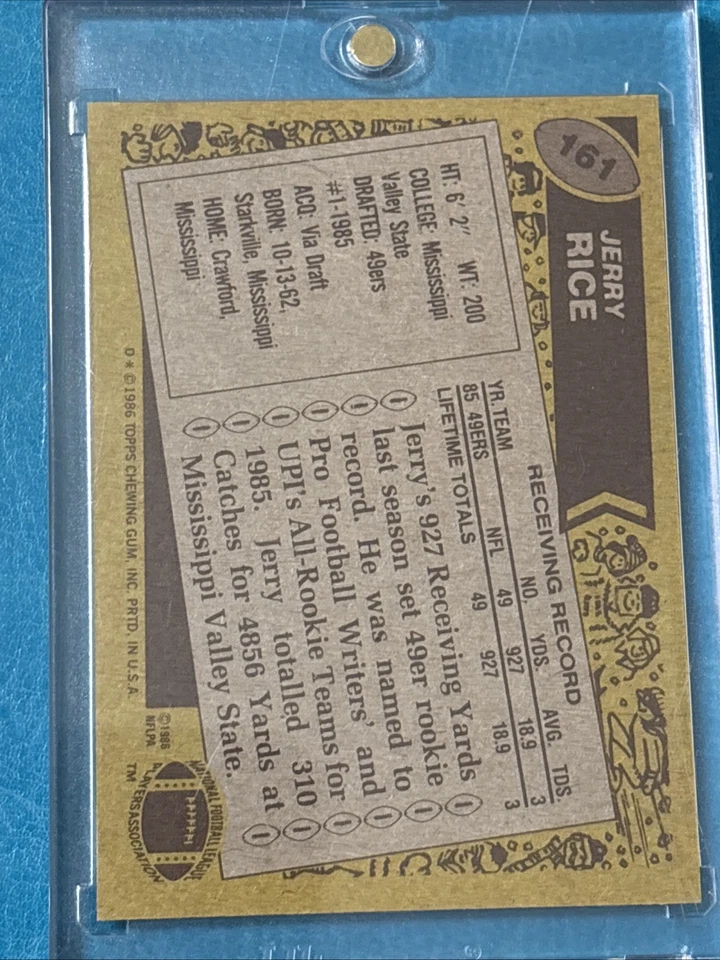 161
JERRY
RICE
HT: 6' 2" WT: 200
COLLEGE: Mississippi
Valley State
DRAFTED: 49ers
#1-1985
ACQ: Via Draft
BORN: 10-13-62,
Starkville, Mississippi
HOME: Crawford,
Mississippi
RECEIVING RECORD
YR. TEAM NO. YDS. AVG. TDS.
85 49ERS NFL 49 927 18.9 3
LIFETIME TOTALS 49 927 18.9 3
Jerry's 927 Receiving Yards
last season set 49er rookie
record. He was named to
Pro Football Writers' and
UPI's All-Rookie Teams for
1985. Jerry totalled 310
Catches for 4856 Yards at
Mississippi Valley State.
D * © 1986 TOPPS CHEWING GUM, INC. PRTD. IN U.S.A.
© 1986
NFLPA
NATIONAL FOOTBALL LEAGUE
PLAYERS ASSOCIATION
TM